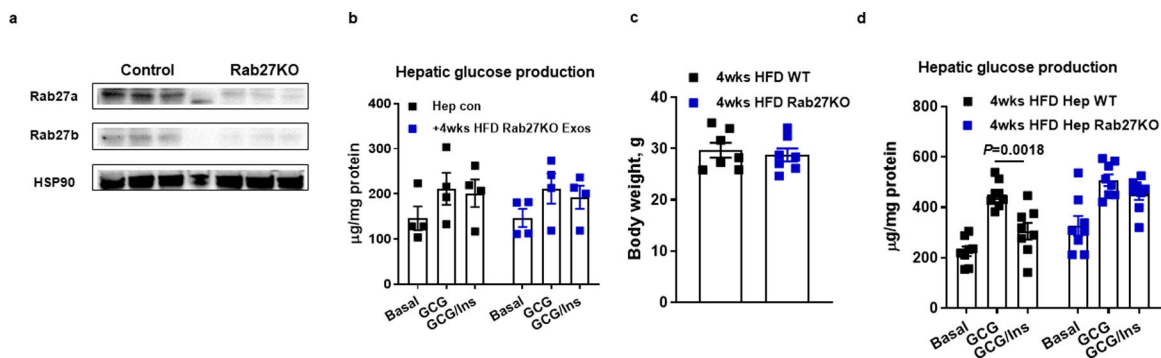 a
Control Rab27KO
Rab27a
Rab27b
HSP90
b
Hepatic glucose production
Hep con
+4wks HFD Rab27KO Exos
μg/mg protein
400
300
200
100
0
Basal
GCG
GCG/Ins
Basal
GCG
GCG/Ins
c
4wks HFD WT
4wks HFD Rab27KO
Body weight, g
40
30
20
10
0
d
Hepatic glucose production
4wks HFD Hep WT
4wks HFD Hep Rab27KO
P=0.0018
μg/mg protein
800
600
400
200
0
Basal
GCG
GCG/Ins
Basal
GCG
GCG/Ins